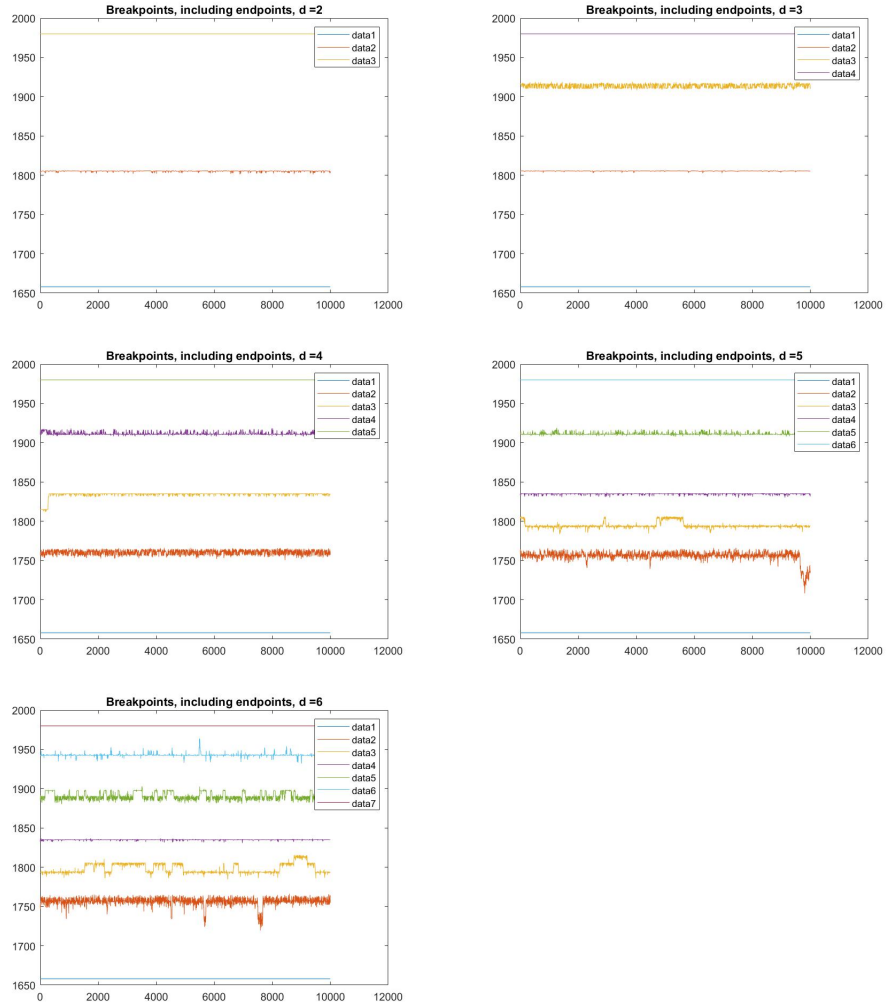 Breakpoints, including endpoints, d =2
2000
1950
1900
1850
1800
1750
1700
1650
0 2000 4000 6000 8000 10000 12000
data1
data2
data3
Breakpoints, including endpoints, d =3
2000
1950
1900
1850
1800
1750
1700
1650
0 2000 4000 6000 8000 10000 12000
data1
data2
data3
data4
Breakpoints, including endpoints, d =4
2000
1950
1900
1850
1800
1750
1700
1650
0 2000 4000 6000 8000 10000 12000
data1
data2
data3
data4
data5
Breakpoints, including endpoints, d =5
2000
1950
1900
1850
1800
1750
1700
1650
0 2000 4000 6000 8000 10000 12000
data1
data2
data3
data4
data5
data6
Breakpoints, including endpoints, d =6
2000
1950
1900
1850
1800
1750
1700
1650
0 2000 4000 6000 8000 10000 12000
data1
data2
data3
data4
data5
data6
data7